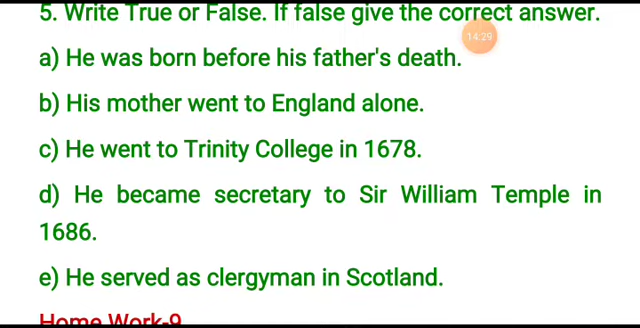 5. Write True or False. If false give the correct answer.
14:29
a) He was born before his father's death.
b) His mother went to England alone.
c) He went to Trinity College in 1678.
d) He became secretary to Sir William Temple in
1686.
e) He served as clergyman in Scotland.
Home Work-9